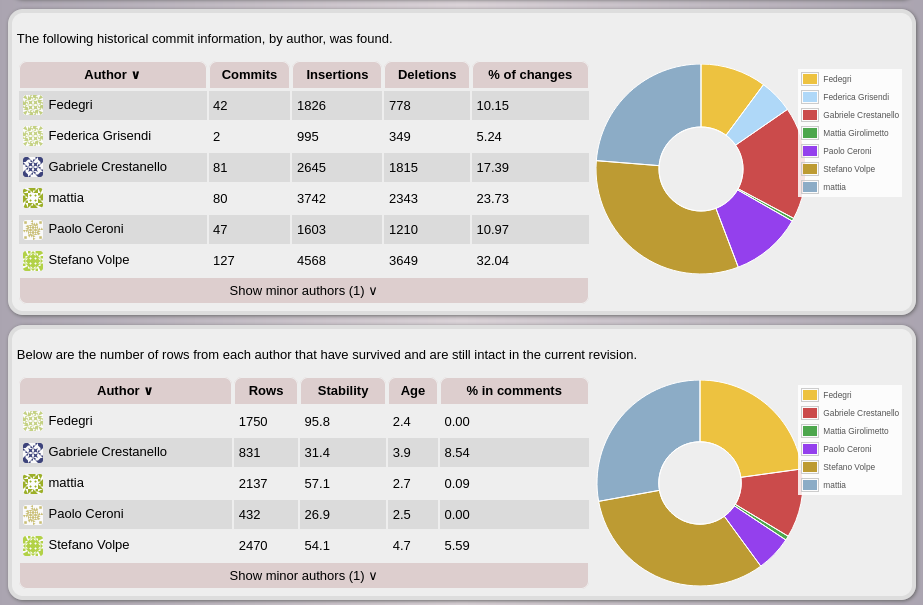 The following historical commit information, by author, was found.
Author ∨ Commits Insertions Deletions % of changes
Fedegri 42 1826 778 10.15
Federica Grisendi 2 995 349 5.24
Gabriele Crestanello 81 2645 1815 17.39
mattia 80 3742 2343 23.73
Paolo Ceroni 47 1603 1210 10.97
Stefano Volpe 127 4568 3649 32.04
Show minor authors (1) ∨
Fedegri
Federica Grisendi
Gabriele Crestanello
Mattia Girolimetto
Paolo Ceroni
Stefano Volpe
mattia
Below are the number of rows from each author that have survived and are still intact in the current revision.
Author ∨ Rows Stability Age % in comments
Fedegri 1750 95.8 2.4 0.00
Gabriele Crestanello 831 31.4 3.9 8.54
mattia 2137 57.1 2.7 0.09
Paolo Ceroni 432 26.9 2.5 0.00
Stefano Volpe 2470 54.1 4.7 5.59
Show minor authors (1) ∨
Fedegri
Gabriele Crestanello
Mattia Girolimetto
Paolo Ceroni
Stefano Volpe
mattia